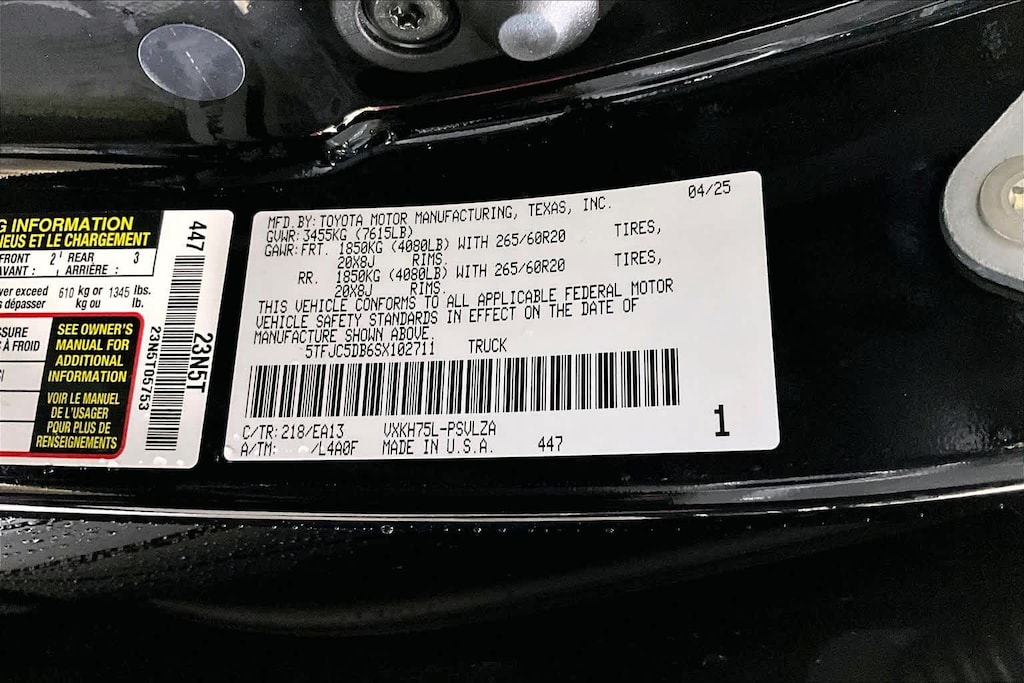 G INFORMATION
NEUS ET LE CHARGEMENT
FRONT 2 REAR 3
AVANT : ARRIÈRE :
ver exceed 610 kg or 1345 lbs.
s dépasser kg ou lb.
SSURE
À FROID
SEE OWNER'S
MANUAL FOR
ADDITIONAL
INFORMATION
VOIR LE MANUEL
DE L'USAGER
POUR PLUS DE
RENSEIGNEMENTS
447
23N5T05753
23N5T
04/25
MFD.BY:TOYOTA MOTOR MANUFACTURING, TEXAS, INC.
GVWR:3455KG (7615LB)
GAWR:FRT. 1850KG (4080LB) WITH 265/60R20 TIRES,
20X8J RIMS.
RR. 1850KG (4080LB) WITH 265/60R20 TIRES,
20X8J RIMS.
THIS VEHICLE CONFORMS TO ALL APPLICABLE FEDERAL MOTOR
VEHICLE SAFETY STANDARDS IN EFFECT ON THE DATE OF
MANUFACTURE SHOWN ABOVE.
5TFJC5DB6SX102711 TRUCK
C/TR:218/EA13 VXKH75L-PSVLZA
A/TM: /L4A0F MADE IN U.S.A. 447
1